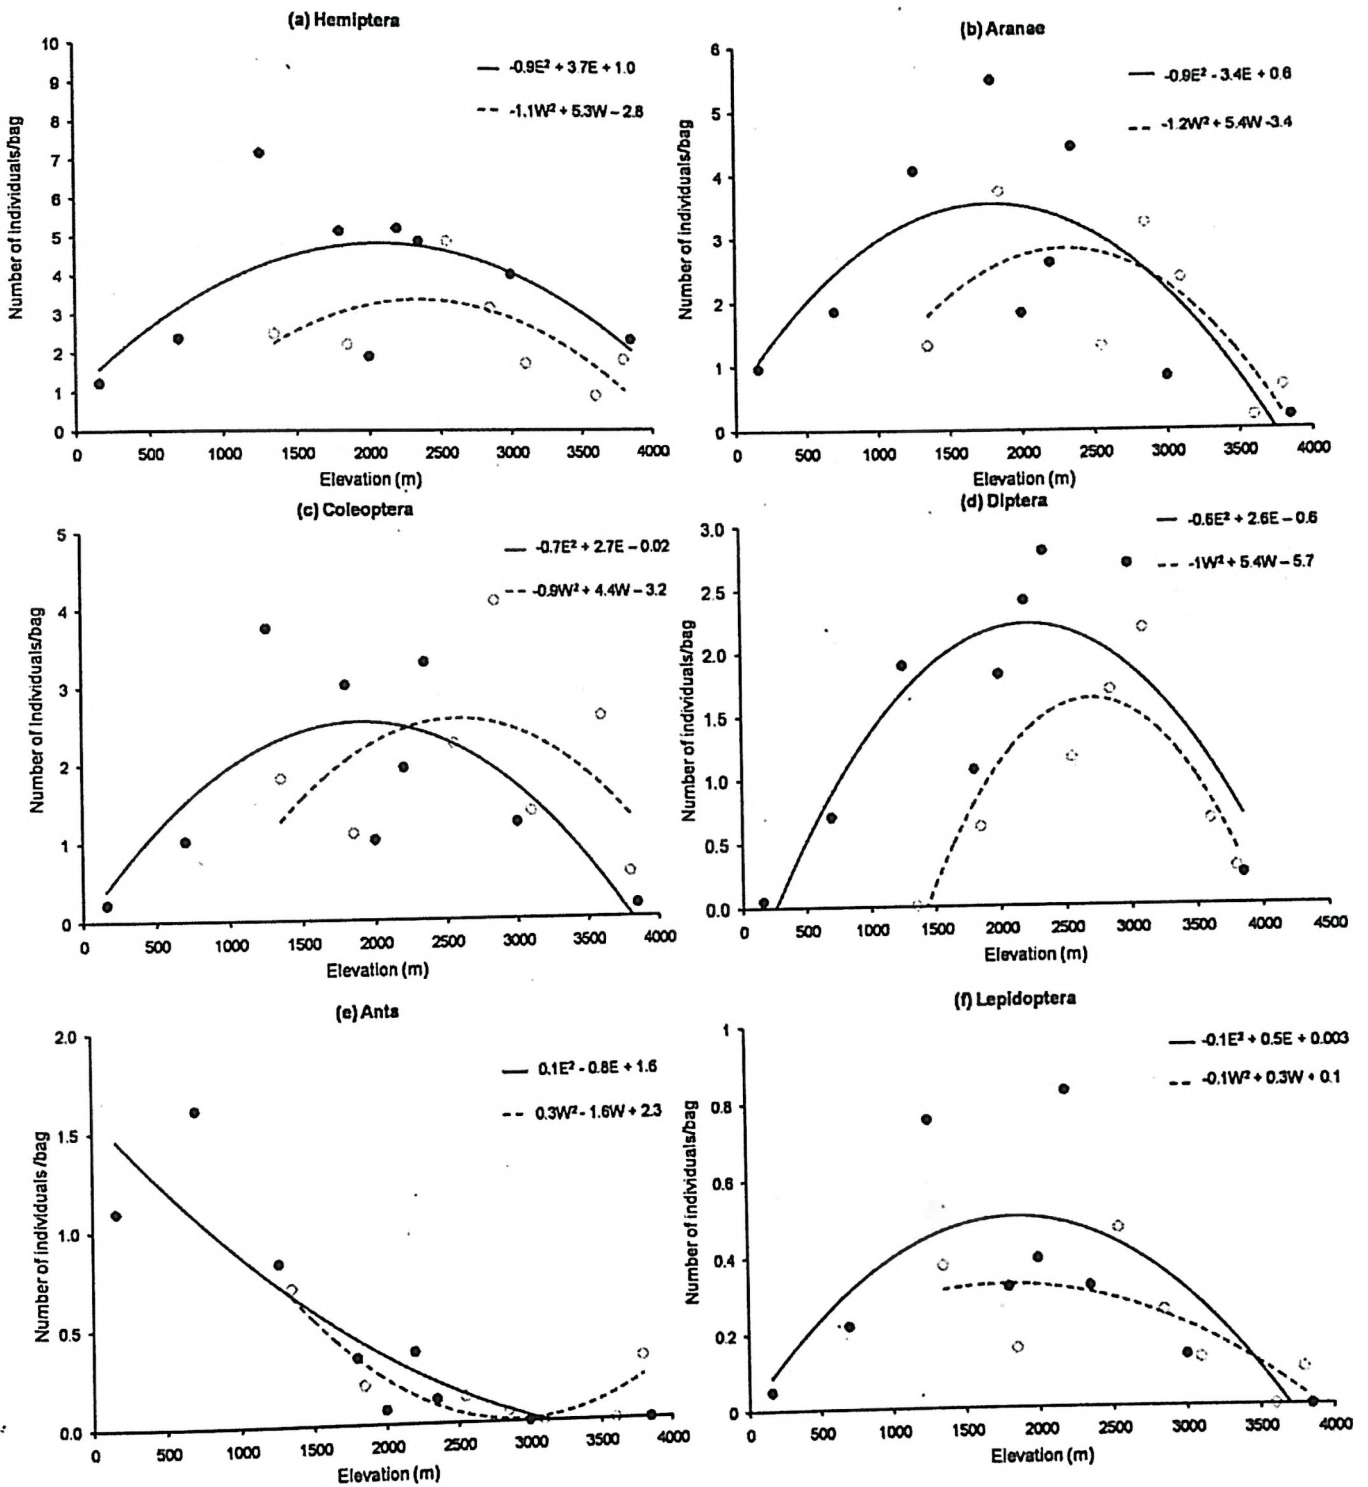 (a) Hemiptera
10
9
8
7
6
5
4
3
2
1
0
Number of individuals/bag
-0.9E² + 3.7E + 1.0
-1.1W² + 5.3W – 2.8
0 500 1000 1500 2000 2500 3000 3500 4000
Elevation (m)
(b) Aranae
6
5
4
3
2
1
0
Number of individuals/bag
-0.9E² - 3.4E + 0.6
-1.2W² + 5.4W -3.4
0 500 1000 1500 2000 2500 3000 3500 4000
Elevation (m)
(c) Coleoptera
5
4
3
2
1
0
Number of Individuals/bag
-0.7E² + 2.7E – 0.02
-0.9W² + 4.4W – 3.2
0 500 1000 1500 2000 2500 3000 3500 4000
Elevation (m)
(d) Diptera
3.0
2.5
2.0
1.5
1.0
0.5
0.0
Number of individuals/bag
-0.6E² + 2.6E – 0.6
-1W² + 5.4W – 5.7
0 500 1000 1500 2000 2500 3000 3500 4000 4500
Elevation (m)
(e) Ants
2.0
1.5
1.0
0.5
0.0
Number of individuals /bag
0.1E² - 0.8E + 1.6
0.3W² - 1.6W + 2.3
0 500 1000 1500 2000 2500 3000 3500 4000
Elevation (m)
(f) Lepidoptera
1
0.8
0.6
0.4
0.2
0
Number of individuals/bag
-0.1E² + 0.5E + 0.003
-0.1W² + 0.3W + 0.1
0 500 1000 1500 2000 2500 3000 3500 4000
Elevation (m)